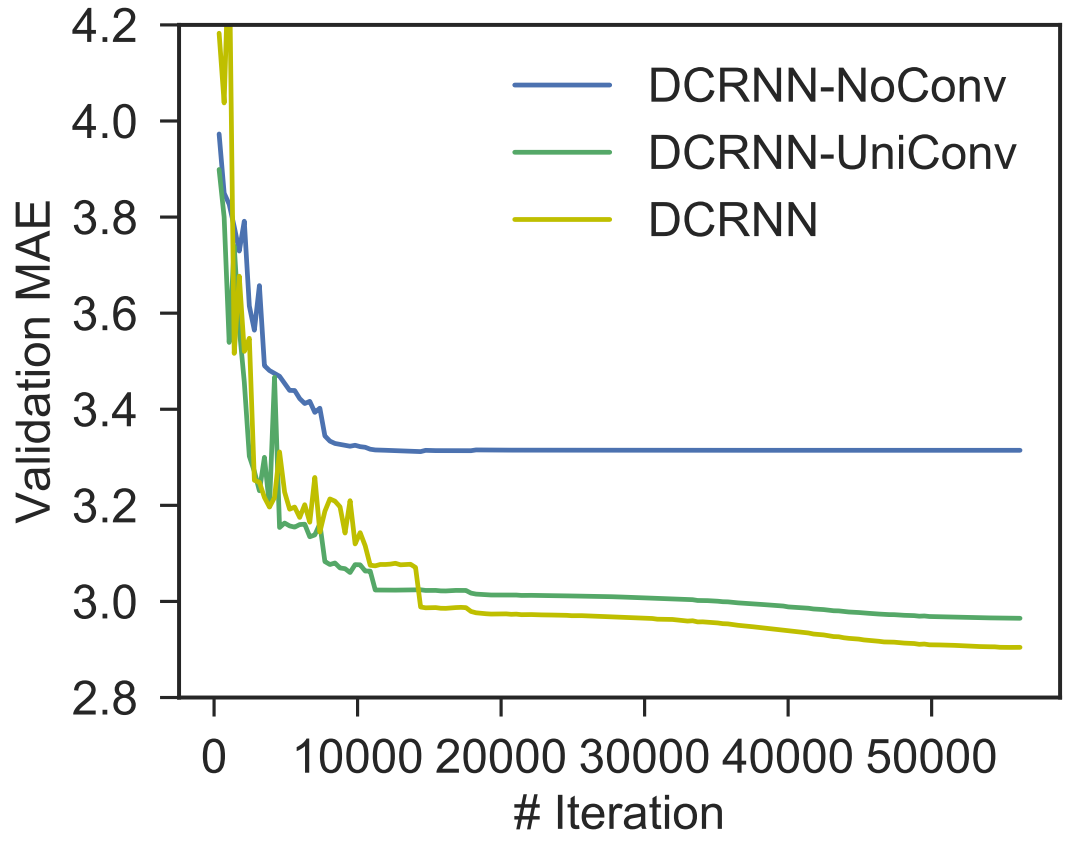 4.2
4.0
3.8
3.6
3.4
3.2
3.0
2.8
Validation MAE
DCRNN-NoConv
DCRNN-UniConv
DCRNN
0 10000 20000 30000 40000 50000
# Iteration